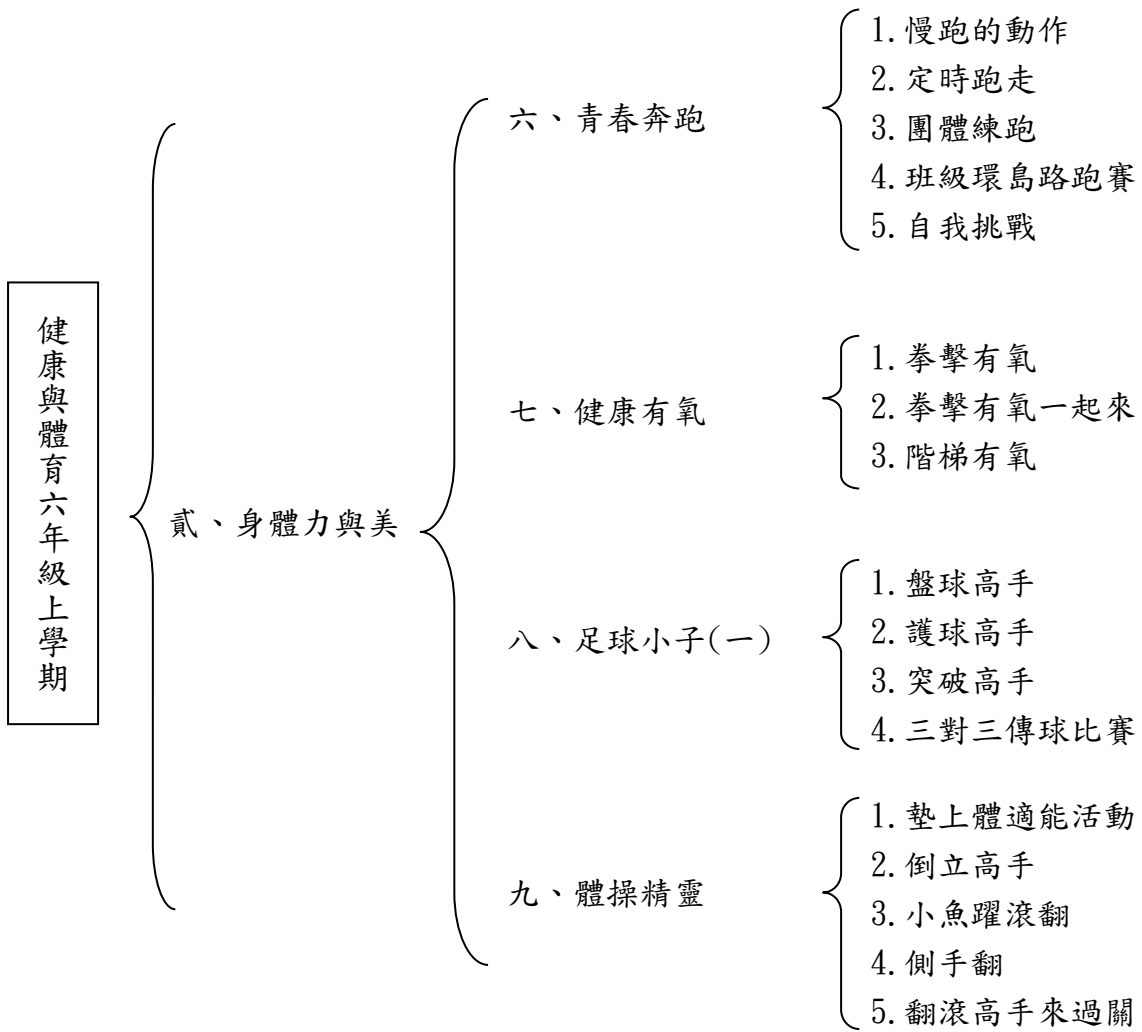 健康與體育六年級上學期
貳、身體力與美
六、青春奔跑
1.慢跑的動作
2.定時跑走
3.團體練跑
4.班級環島路跑賽
5.自我挑戰
七、健康有氧
1.拳擊有氧
2.拳擊有氧一起來
3.階梯有氧
八、足球小子(一)
1.盤球高手
2.護球高手
3.突破高手
4.三對三傳球比賽
九、體操精靈
1.墊上體適能活動
2.倒立高手
3.小魚躍滾翻
4.側手翻
5.翻滾高手來過關